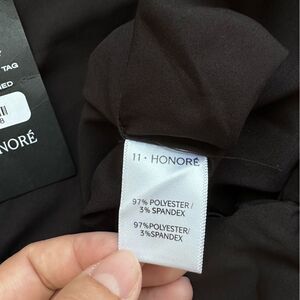 TAG
HONORÉ
11 • HONORÉ
97% POLYESTER/
3% SPANDEX
97%POLYESTER/
3%SPANDEX